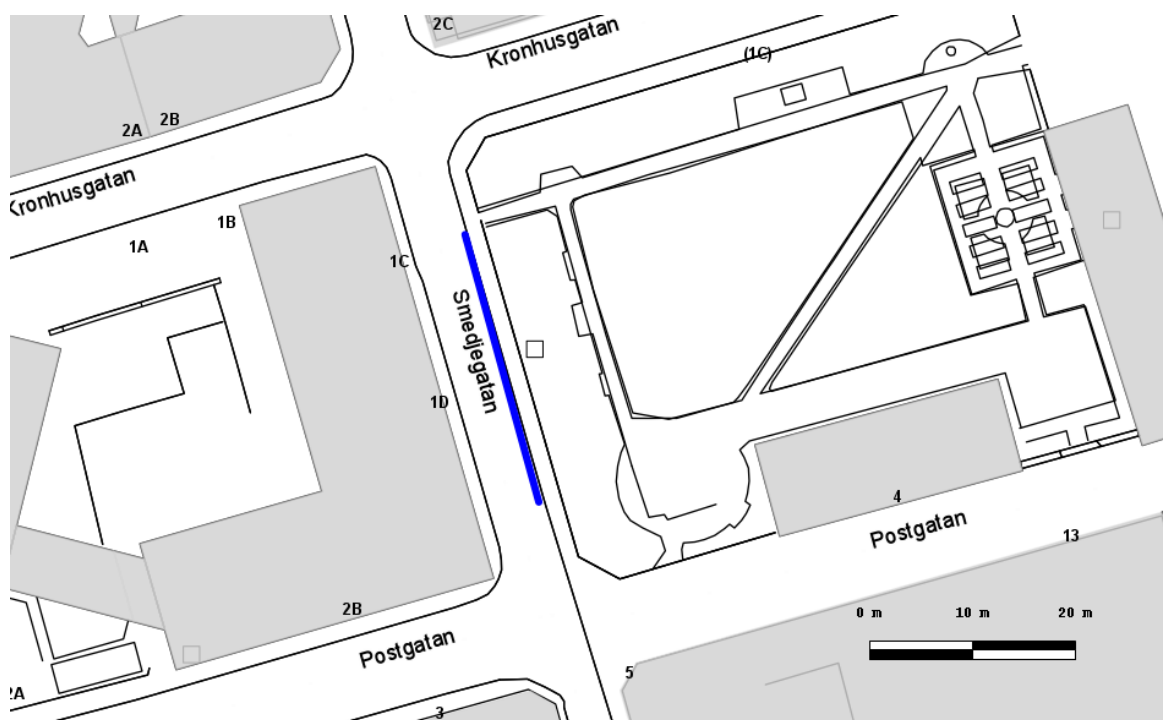 2C
Kronhusgatan
(1C)
2A
2B
Kronhusgatan
1B
1A
1C
Smedjegatan
1D
4
Postgatan
13
2B
0 m 10 m 20 m
Postgatan
5
2A
3